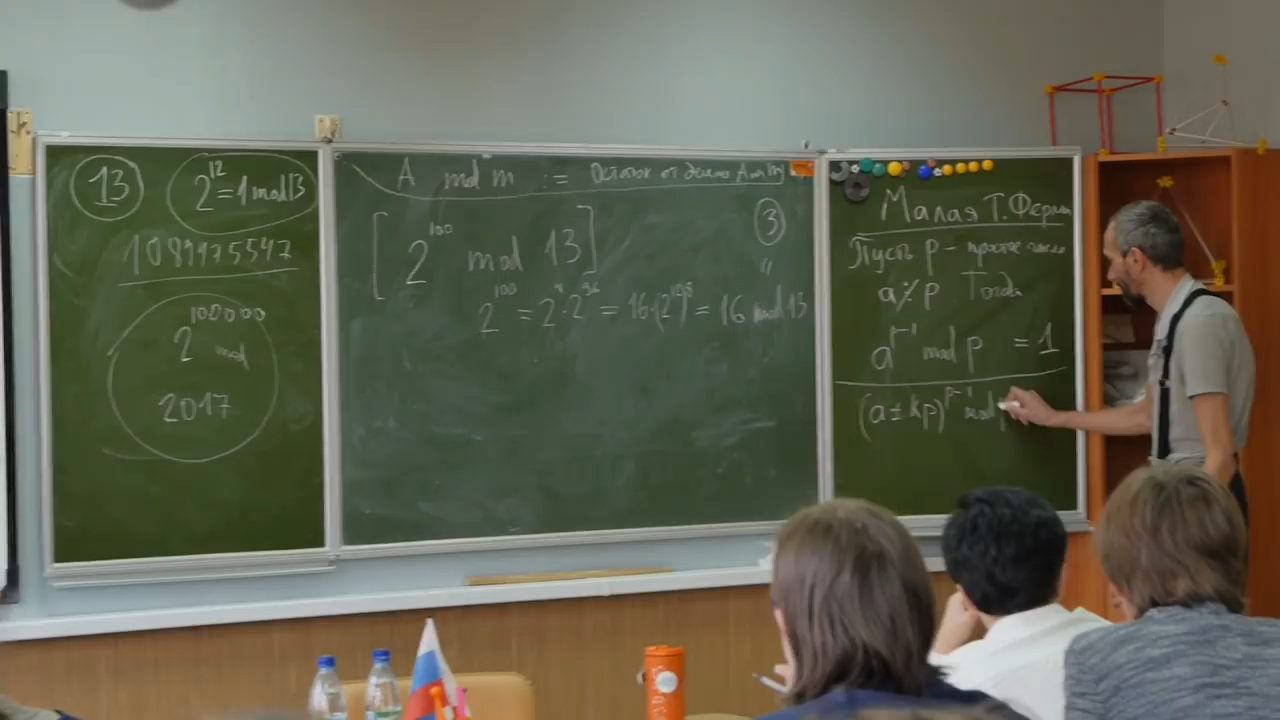 13
2^12 = 1 mod 13
1089175547
2^100000 mod
2017
A mod m := Остаток от деления A на m
[2^100 mod 13]
3
"
2^100 = 2^4 · 2^96 = 16 · (2^12)^8 = 16 mod 13
"
Малая Т. Ферма
Пусть p - простое число
a ⁒ p Тогда
a^p-1 mod p = 1
(a ± kp)^p-1 mod p